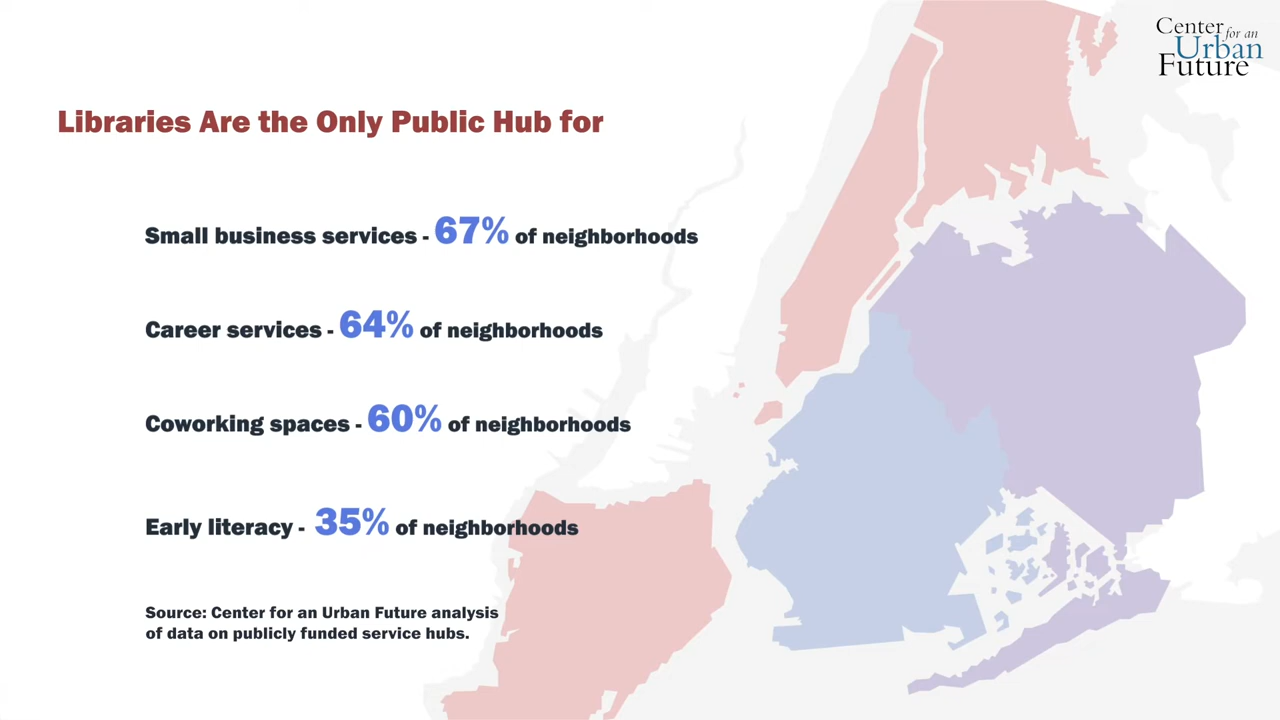 Center for an
Urban
Future
Libraries Are the Only Public Hub for
Small business services - 67% of neighborhoods
Career services - 64% of neighborhoods
Coworking spaces - 60% of neighborhoods
Early literacy - 35% of neighborhoods
Source: Center for an Urban Future analysis
of data on publicly funded service hubs.